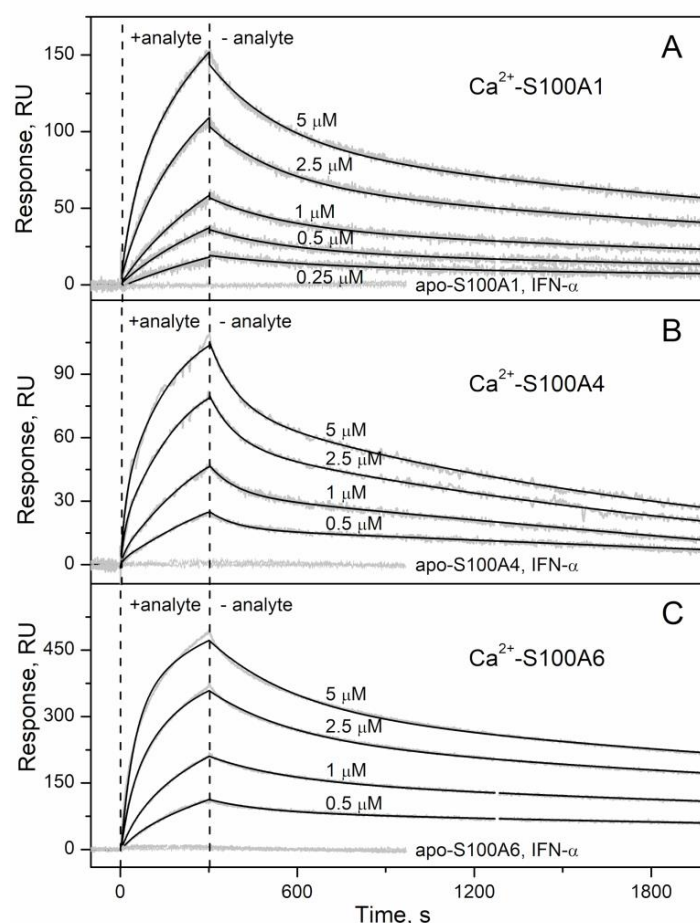 +analyte
- analyte
A
Ca²⁺-S100A1
150
100
50
0
Response, RU
5 μM
2.5 μM
1 μM
0.5 μM
0.25 μM
apo-S100A1, IFN-α
+analyte
- analyte
B
Ca²⁺-S100A4
90
60
30
0
Response, RU
5 μM
2.5 μM
1 μM
0.5 μM
apo-S100A4, IFN-α
+analyte
- analyte
C
Ca²⁺-S100A6
450
300
150
0
Response, RU
5 μM
2.5 μM
1 μM
0.5 μM
apo-S100A6, IFN-α
0 600 1200 1800
Time, s